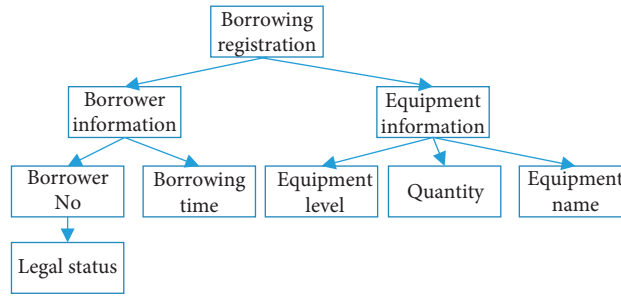 Borrowing
registration
Borrower
information
Equipment
information
Borrower
No
Borrowing
time
Equipment
level
Quantity
Equipment
name
Legal status